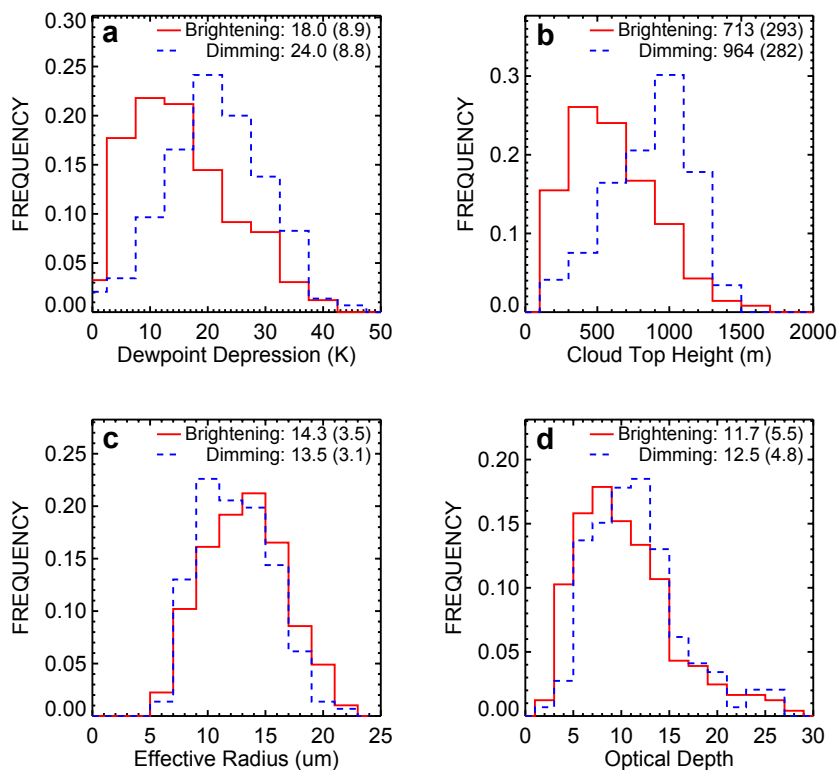 a
Brightening: 18.0 (8.9)
Dimming: 24.0 (8.8)
0.30
0.25
0.20
0.15
0.10
0.05
0.00
FREQUENCY
0 10 20 30 40 50
Dewpoint Depression (K)
b
Brightening: 713 (293)
Dimming: 964 (282)
0.3
0.2
0.1
0.0
FREQUENCY
0 500 1000 1500 2000
Cloud Top Height (m)
c
Brightening: 14.3 (3.5)
Dimming: 13.5 (3.1)
0.25
0.20
0.15
0.10
0.05
0.00
FREQUENCY
0 5 10 15 20 25
Effective Radius (um)
d
Brightening: 11.7 (5.5)
Dimming: 12.5 (4.8)
0.20
0.15
0.10
0.05
0.00
FREQUENCY
0 5 10 15 20 25 30
Optical Depth